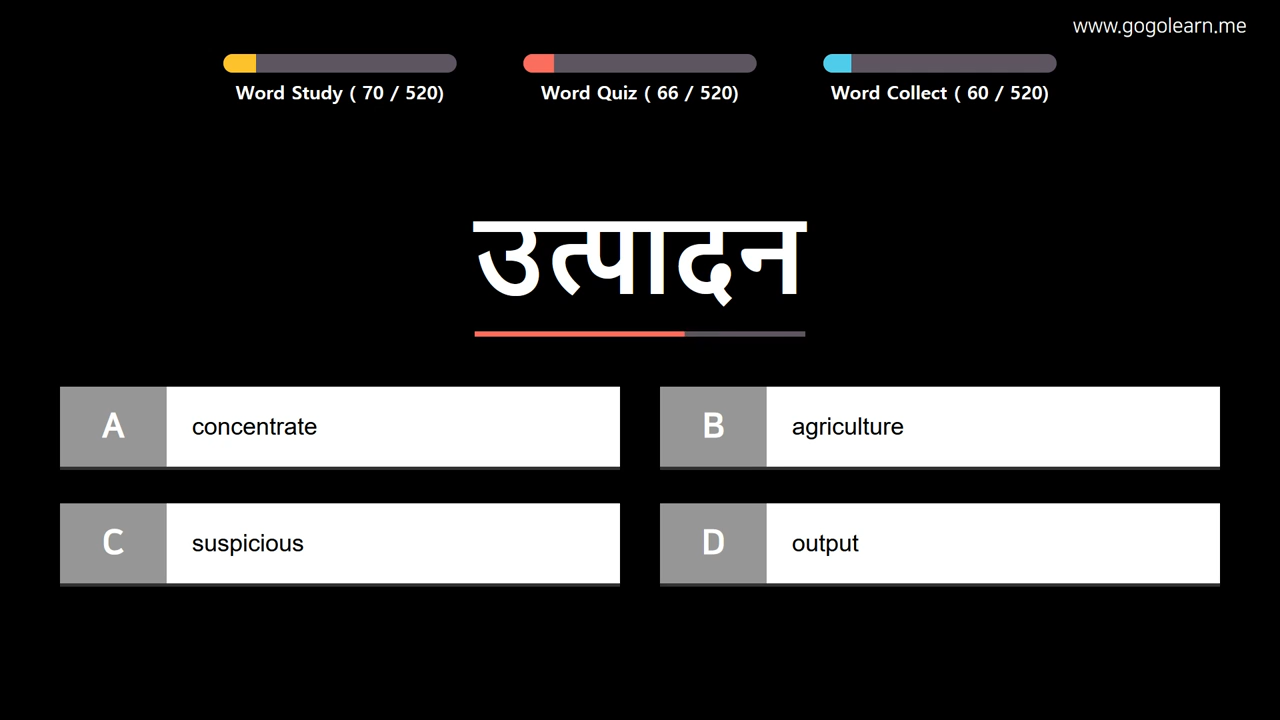 www.gogolearn.me
Word Study ( 70 / 520)
Word Quiz ( 66 / 520)
Word Collect ( 60 / 520)
उत्पादन
A concentrate
B agriculture
C suspicious
D output